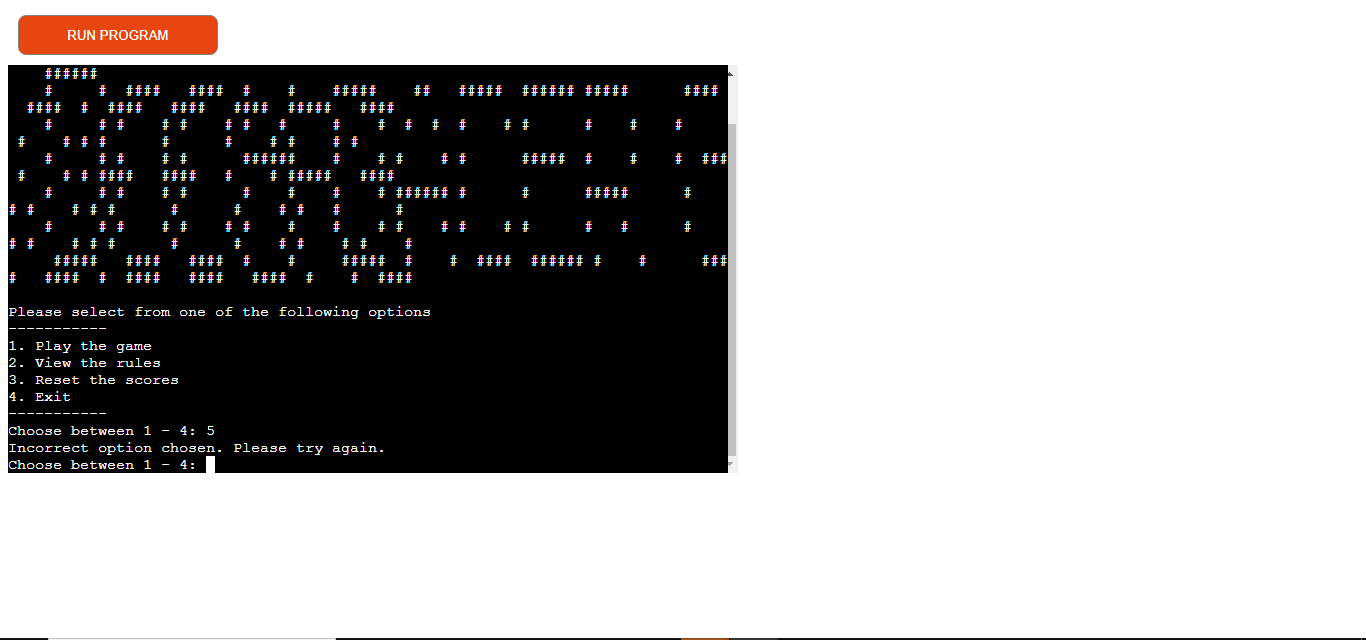 RUN PROGRAM
     ######
    #     #  ####   ####  #    #    #####    ##   #####  ###### #####      ####
  ####  #  ####   ####   ####  #####   ####
    #     # #    # #    # #   #     #    #  #  #  #  #    # #      #    #    #
 #    # # #      #      #    # #    # #
    #     # #    # #      ######    #    # #    # #      #####  #    #    #  ###
 #    # # ####   ####   #    # #####   ####
    #     # #    # #      #    #    #    # ###### #      #      #####      #
# #    # # #      #      #    # #   #      #
    #     # #    # #    # #    #    #    # #    # #    # #      #   #      #
# #    # # #      #      #    # #    # #    #
     #####   ####   ####  #    #     #####  #    #  ####  ###### #    #      ###
#   ####  #  ####   ####   ####  #    #  ####
Please select from one of the following options
-----------
1. Play the game
2. View the rules
3. Reset the scores
4. Exit
-----------
Choose between 1 - 4: 5
Incorrect option chosen. Please try again.
Choose between 1 - 4: